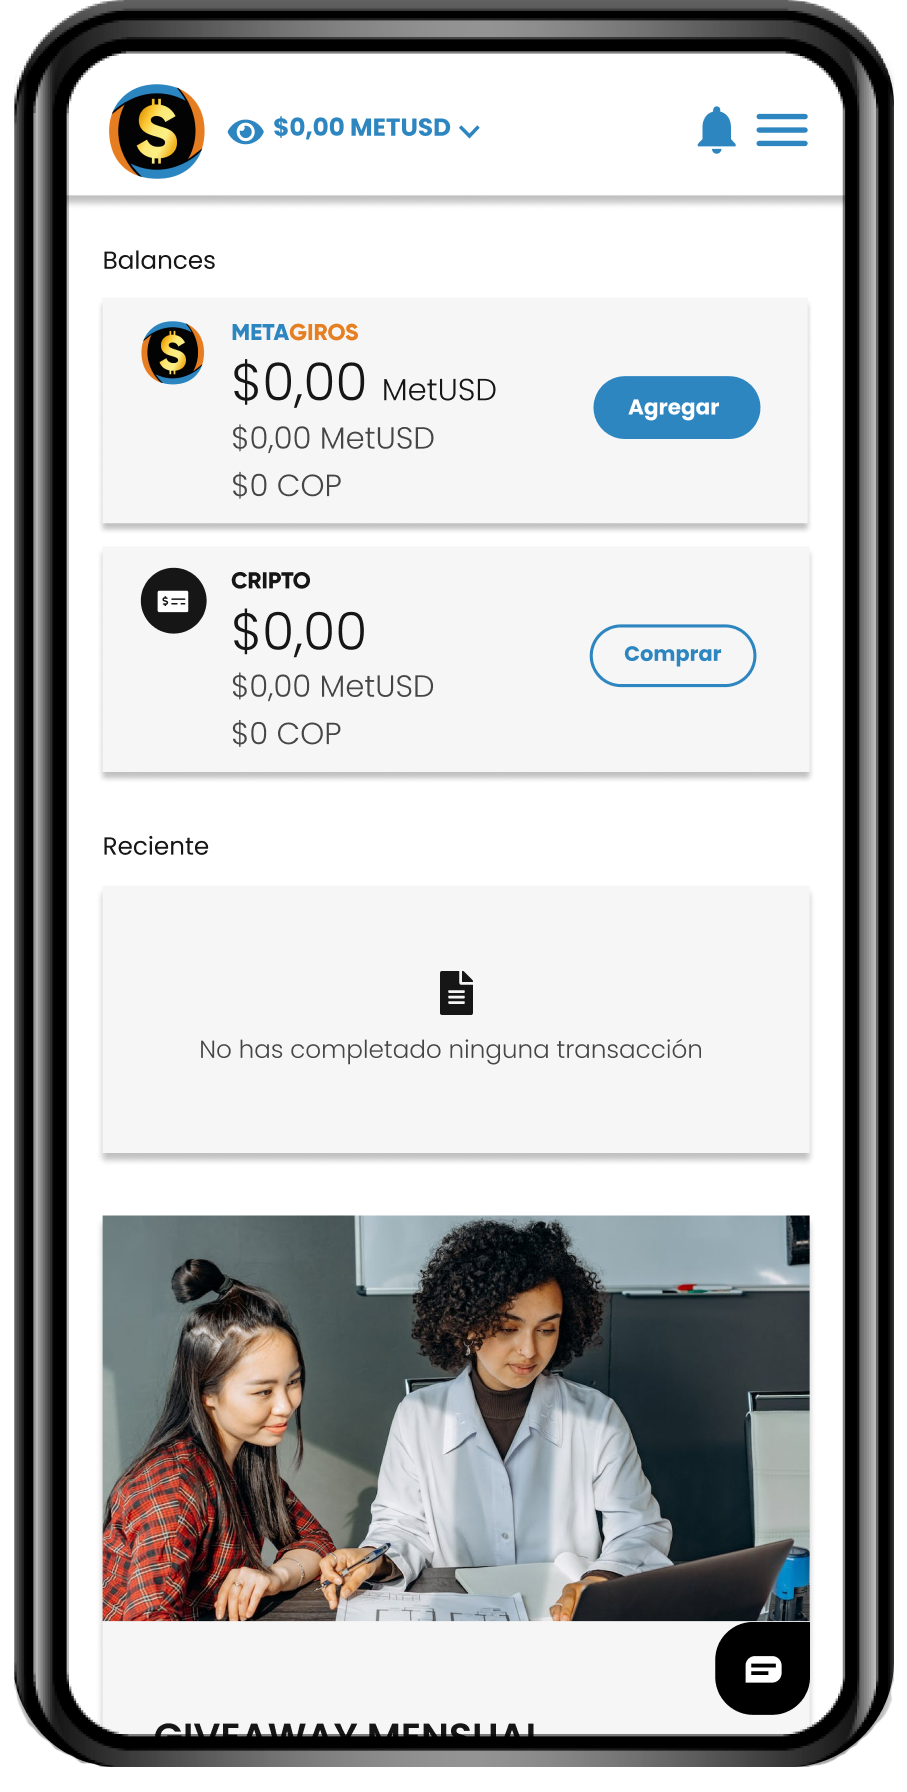 $0,00 METUSD
Balances
METAGIROS
$0,00 MetUSD
$0,00 MetUSD
$0 COP
Agregar
CRIPTO
$0,00
$0,00 MetUSD
$0 COP
Comprar
Reciente
No has completado ninguna transacción
GIVEAWAY MENSUAL